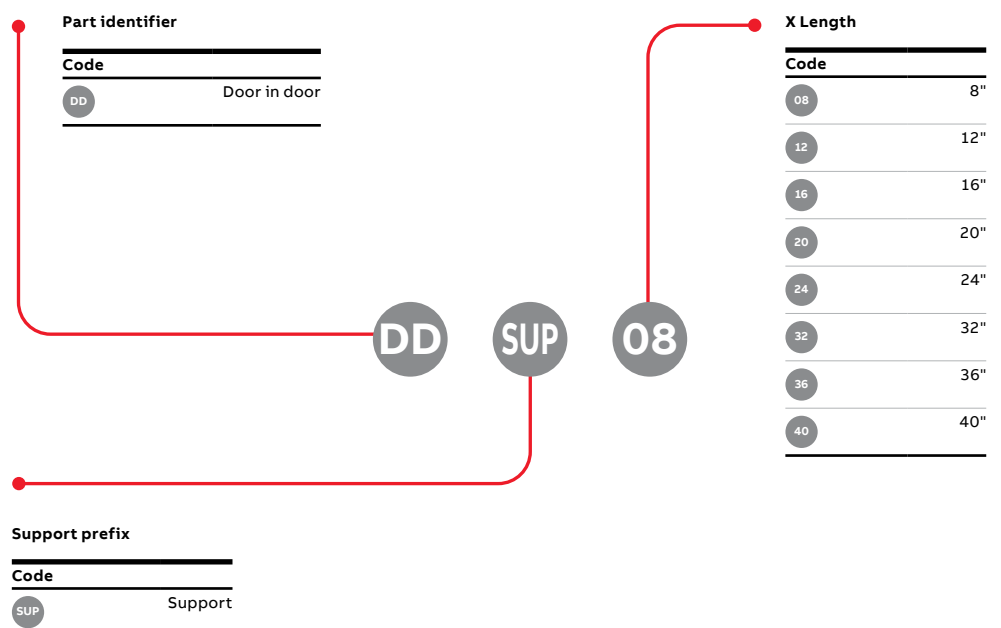 Part identifier
Code
DD Door in door
X Length
Code
08 8"
12 12"
16 16"
20 20"
24 24"
32 32"
36 36"
40 40"
DD SUP 08
Support prefix
Code
SUP Support